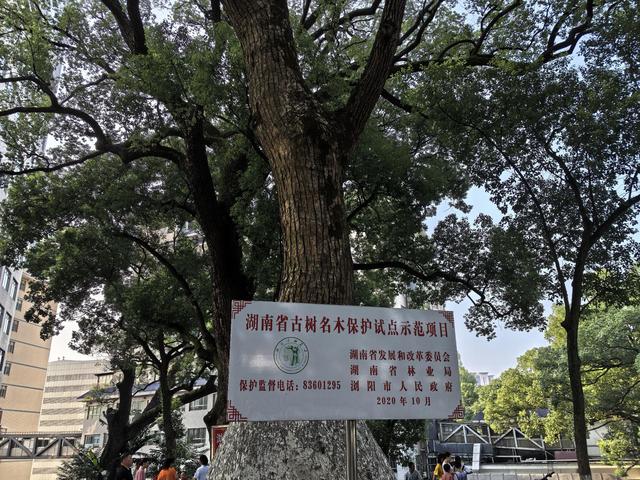 湖南省古树名木保护试点示范项目
湖南省发展和改革委员会
湖南省林业局
保护监督电话：83601295
浏阳市人民政府
2020年10月